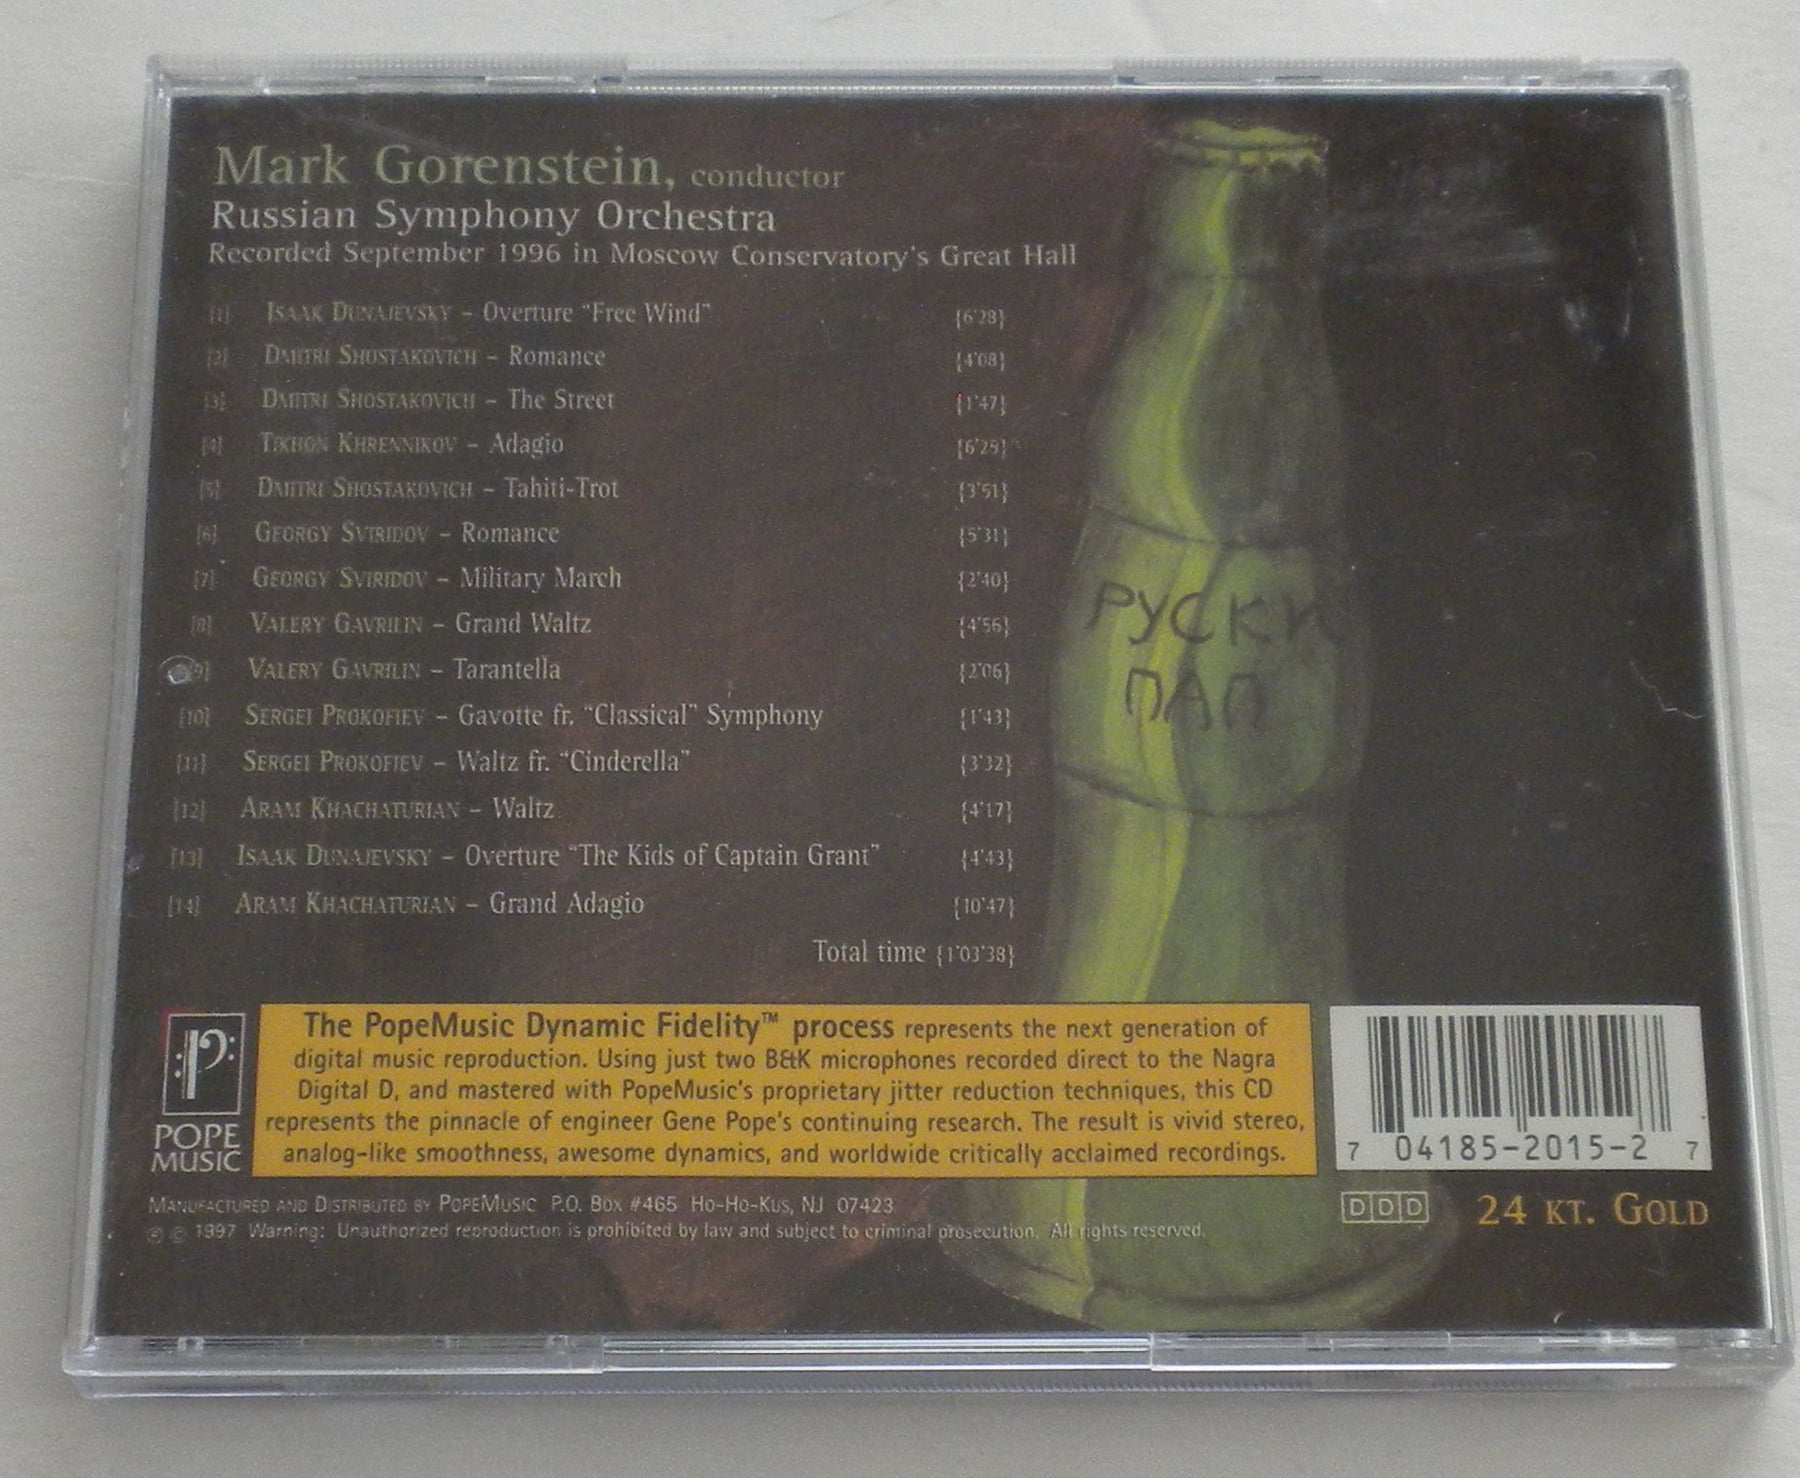 Mark Gorenstein, conductor
Russian Symphony Orchestra
Recorded September 1996 in Moscow Conservatory's Great Hall
[1] Isaak Dunajevsky – Overture "Free Wind" {6'28}
[2] Dmitri Shostakovich – Romance {4'08}
[3] Dmitri Shostakovich – The Street {1'47}
[4] Tikhon Khrennikov – Adagio {6'25}
[5] Dmitri Shostakovich – Tahiti-Trot {3'51}
[6] Georgy Sviridov – Romance {5'31}
[7] Georgy Sviridov – Military March {2'40}
[8] Valery Gavrilin – Grand Waltz {4'56}
[9] Valery Gavrilin – Tarantella {2'06}
[10] Sergei Prokofiev – Gavotte fr. "Classical" Symphony {1'43}
[11] Sergei Prokofiev – Waltz fr. "Cinderella" {3'32}
[12] Aram Khachaturian – Waltz {4'17}
[13] Isaak Dunajevsky – Overture "The Kids of Captain Grant" {4'43}
[14] Aram Khachaturian – Grand Adagio {10'47}
Total time {1'03'38}
РУСКИ
ПАП
POPE
MUSIC
The PopeMusic Dynamic Fidelity™ process represents the next generation of
digital music reproduction. Using just two B&K microphones recorded direct to the Nagra
Digital D, and mastered with PopeMusic's proprietary jitter reduction techniques, this CD
represents the pinnacle of engineer Gene Pope's continuing research. The result is vivid stereo,
analog-like smoothness, awesome dynamics, and worldwide critically acclaimed recordings.
7 04185-2015-2 7
Manufactured and Distributed by PopeMusic P.O. Box #465 Ho-Ho-Kus, NJ 07423
℗ © 1997 Warning: Unauthorized reproduction is prohibited by law and subject to criminal prosecution. All rights reserved.
DDD
24 kt. Gold